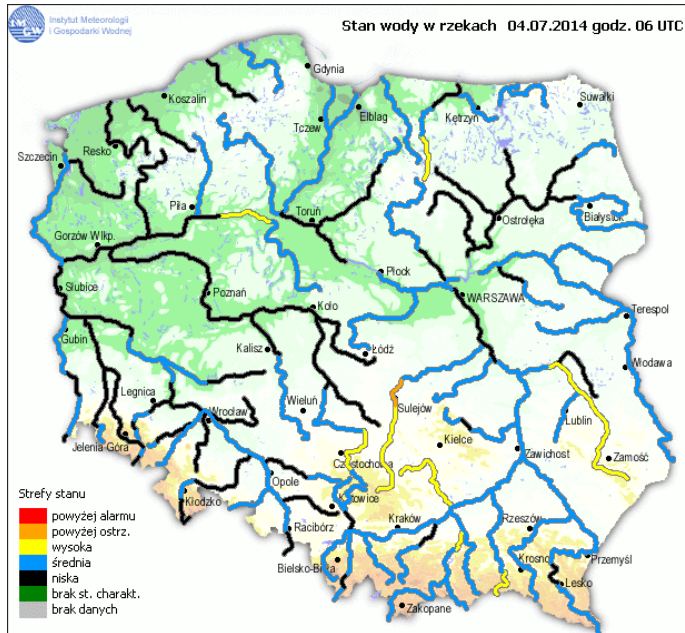 Instytut Meteorologii
i Gospodarki Wodnej
Stan wody w rzekach 04.07.2014 godz. 06 UTC
Gdynia
Koszalin
Suwałki
Tczew
Elbląg
Kętrzyn
Resko
Szczecin
Piła
Toruń
Ostrołęka
Białystok
Gorzów Wlkp.
Płock
Słubice
Poznań
Koło
WARSZAWA
Terespol
Gubin
Kalisz
Łódź
Włodawa
Legnica
Wrocław
Wieluń
Sulejów
Lublin
Jelenia-Góra
Częstochowa
Kielce
Zawichost
Zamość
Strefy stanu
Opole
Kłodzko
Katowice
powyżej alarmu
powyżej ostrz.
Racibórz
Kraków
Rzeszów
wysoka
średnia
Bielsko-Biała
Krosno
Przemyśl
niska
Lesko
brak st. charakt.
Zakopane
brak danych